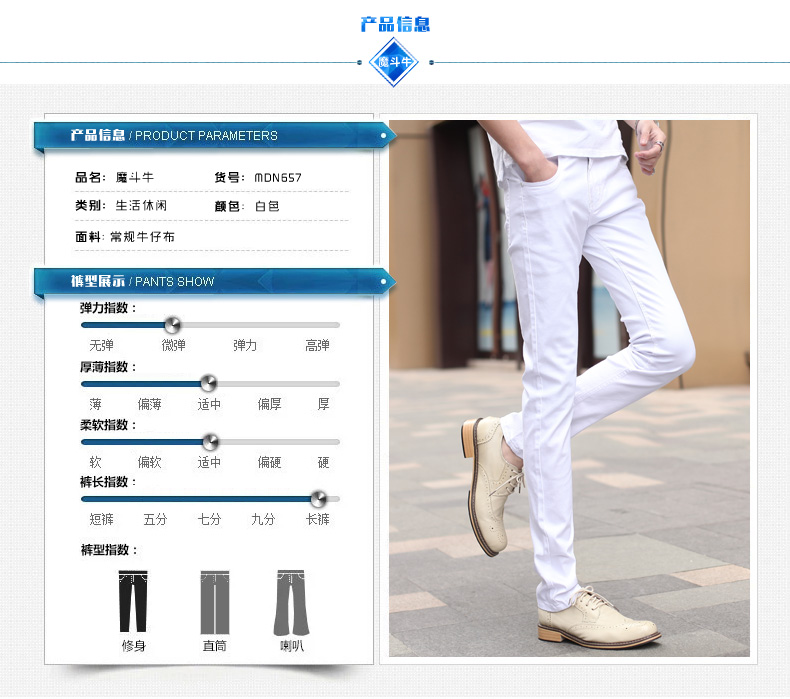 产品信息
魔斗牛
产品信息 / PRODUCT PARAMETERS
品名：魔斗牛 货号：MDN657
类别：生活休闲 颜色：白色
面料：常规牛仔布
裤型展示 / PANTS SHOW
弹力指数：
无弹 微弹 弹力 高弹
厚薄指数：
薄 偏薄 适中 偏厚 厚
柔软指数：
软 偏软 适中 偏硬 硬
裤长指数：
短裤 五分 七分 九分 长裤
裤型指数：
修身 直筒 喇叭